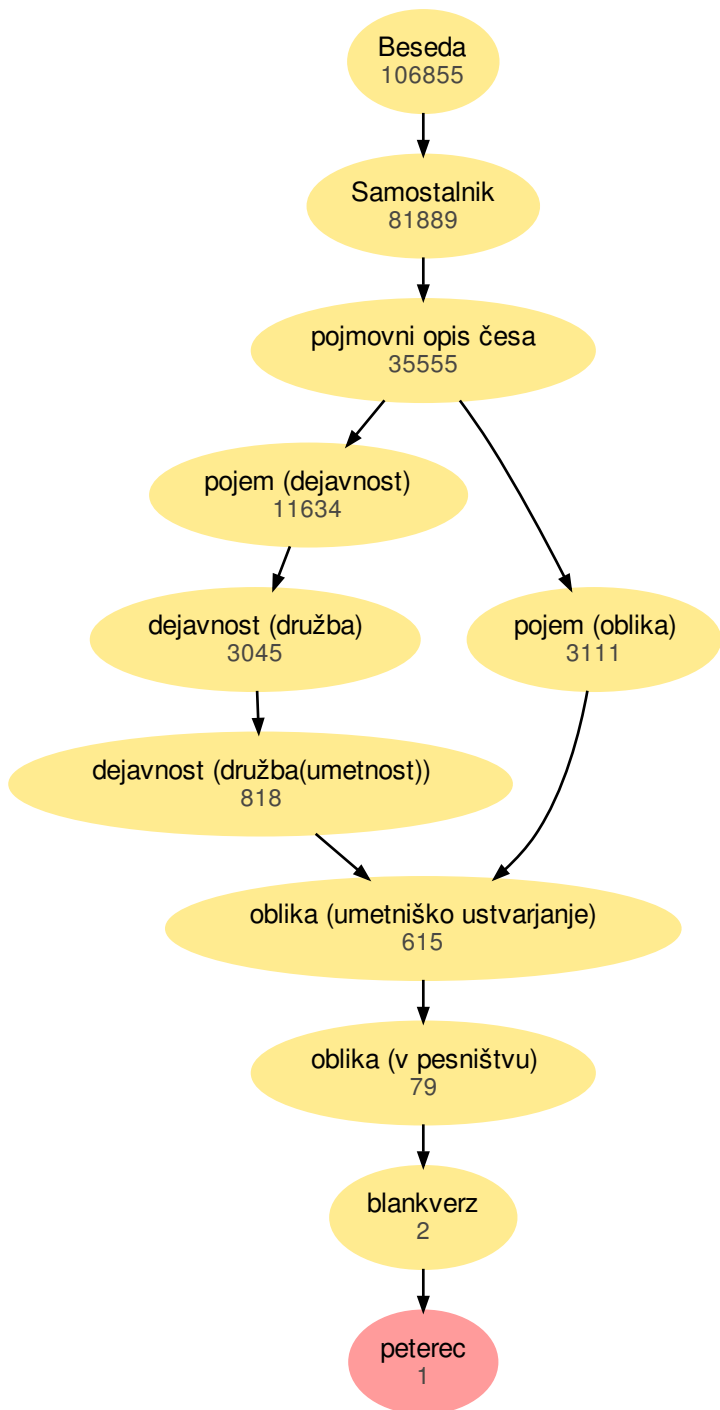 Beseda
106855
Samostalnik
81889
pojmovni opis česa
35555
pojem (dejavnost)
11634
dejavnost (družba)
3045
pojem (oblika)
3111
dejavnost (družba(umetnost))
818
oblika (umetniško ustvarjanje)
615
oblika (v pesništvu)
79
blankverz
2
peterec
1